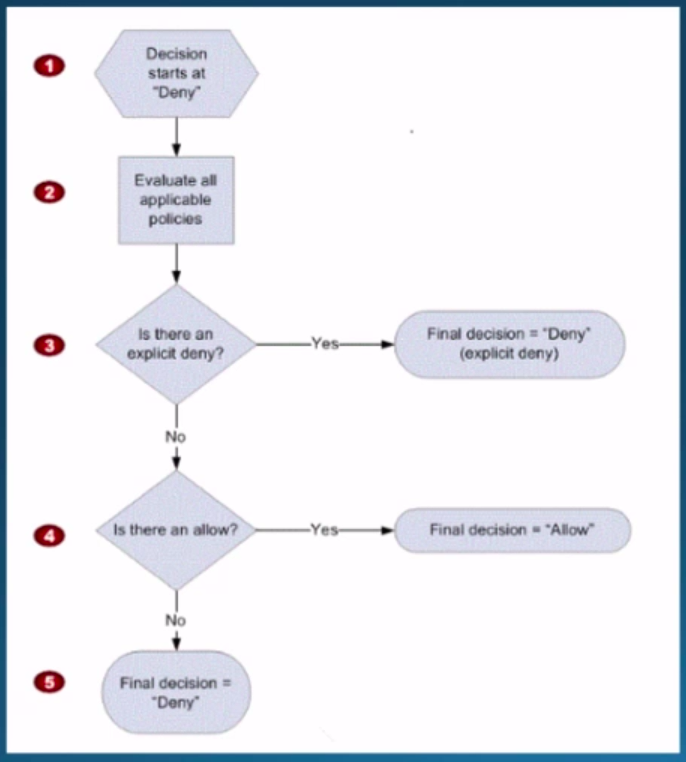 1
Decision
starts at
"Deny"
2
Evaluate all
applicable
policies
3
Is there an
explicit deny?
Yes
Final decision = "Deny"
(explicit deny)
No
4
Is there an allow?
Yes
Final decision = "Allow"
No
5
Final decision =
"Deny"